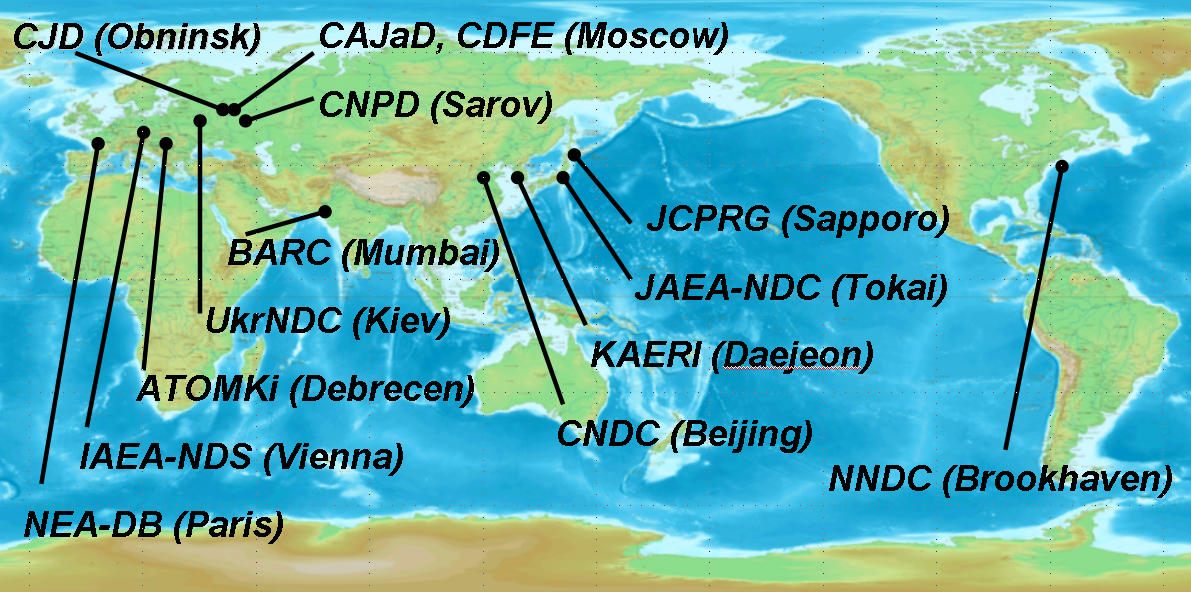 CJD (Obninsk)
CAJaD, CDFE (Moscow)
CNPD (Sarov)
JCPRG (Sapporo)
BARC (Mumbai)
JAEA-NDC (Tokai)
UkrNDC (Kiev)
KAERI (Daejeon)
ATOMKi (Debrecen)
CNDC (Beijing)
IAEA-NDS (Vienna)
NNDC (Brookhaven)
NEA-DB (Paris)